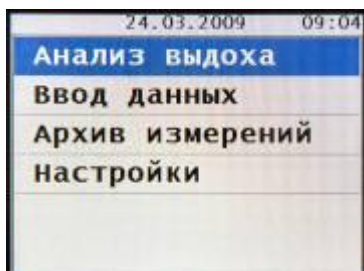 24.03.2009 09:04
Анализ выдоха
Ввод данных
Архив измерений
Настройки